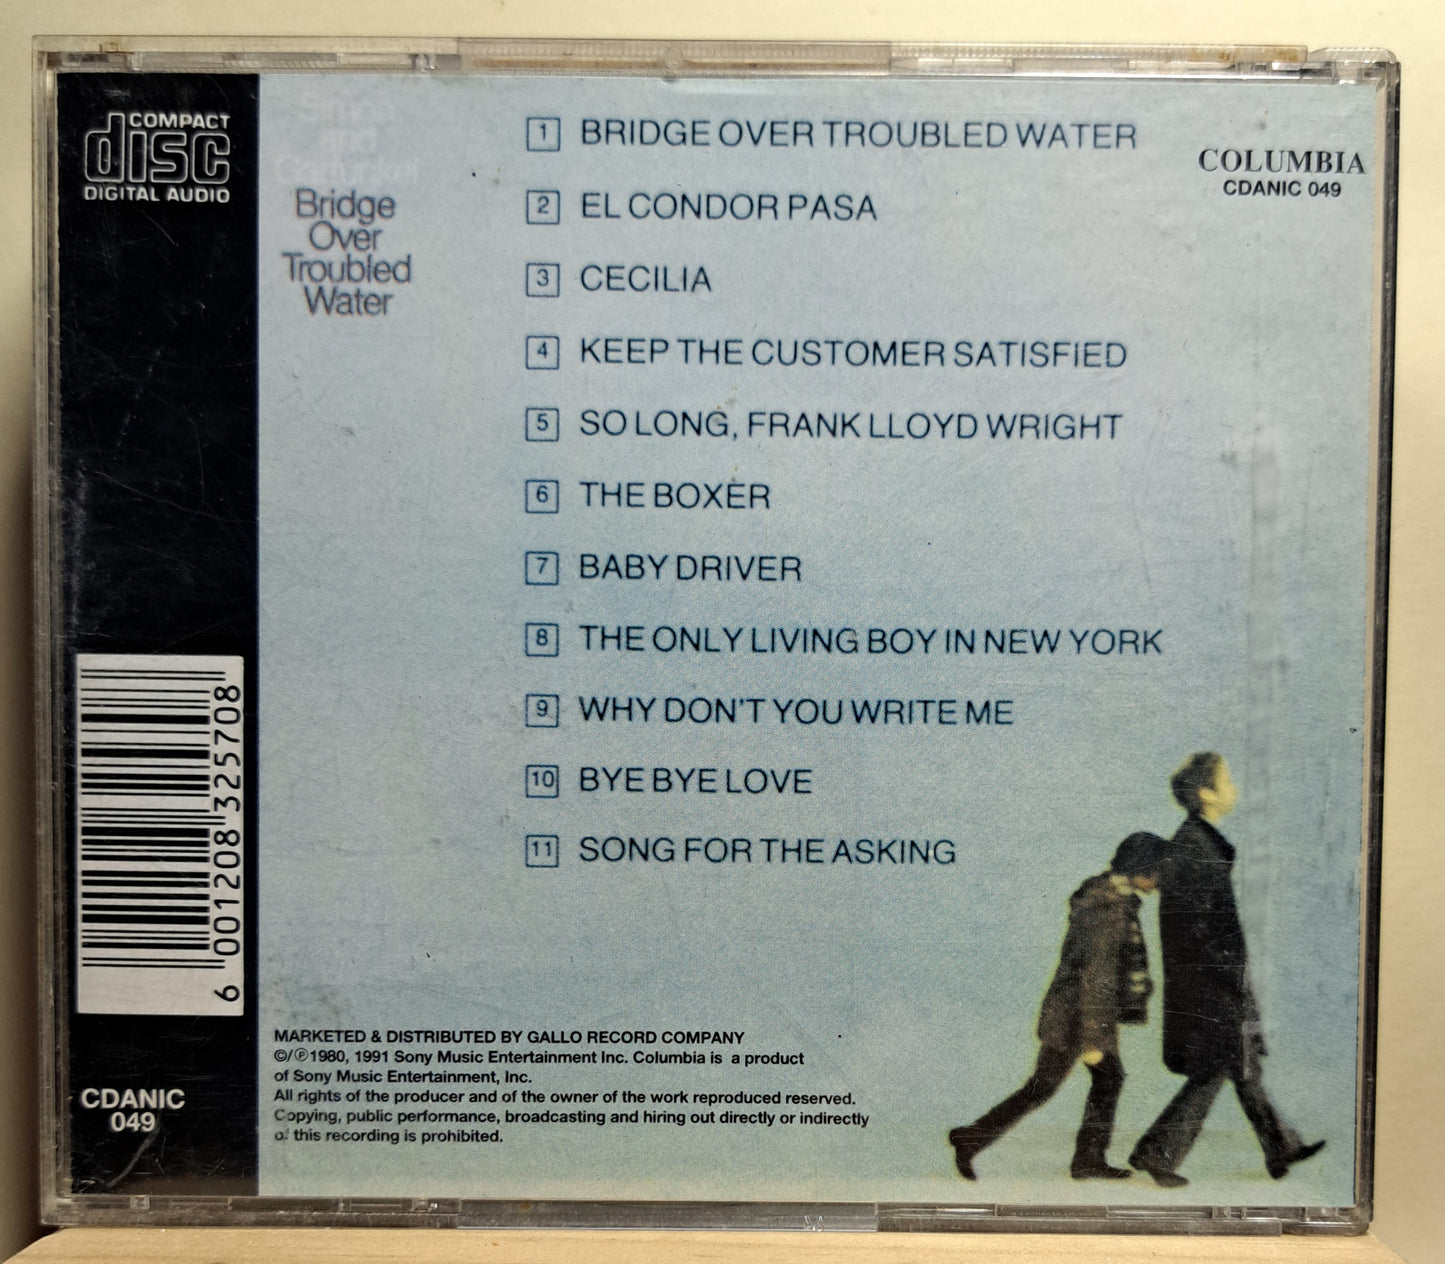 COMPACT
disc
DIGITAL AUDIO
Simon
and
Garfunkel
Bridge
Over
Troubled
Water
1 BRIDGE OVER TROUBLED WATER
2 EL CONDOR PASA
3 CECILIA
4 KEEP THE CUSTOMER SATISFIED
5 SO LONG, FRANK LLOYD WRIGHT
6 THE BOXER
7 BABY DRIVER
8 THE ONLY LIVING BOY IN NEW YORK
9 WHY DON'T YOU WRITE ME
10 BYE BYE LOVE
11 SONG FOR THE ASKING
COLUMBIA
CDANIC 049
6 001208 325708
CDANIC
049
MARKETED & DISTRIBUTED BY GALLO RECORD COMPANY
©/℗1980, 1991 Sony Music Entertainment Inc. Columbia is a product
of Sony Music Entertainment, Inc.
All rights of the producer and of the owner of the work reproduced reserved.
Copying, public performance, broadcasting and hiring out directly or indirectly
of this recording is prohibited.